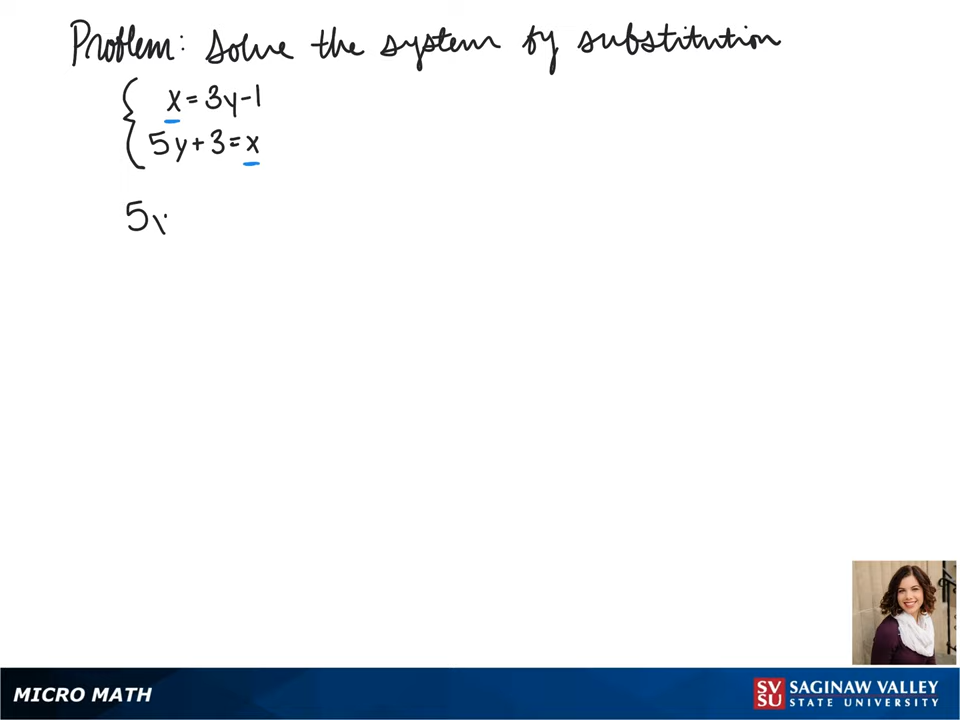 Problem: Solve the system by substitution
x = 3y - 1
5y + 3 = x
5
MICRO MATH
SV SU SAGINAW VALLEY
STATE UNIVERSITY